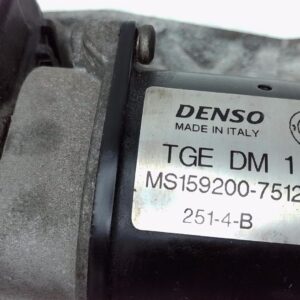 DENSO
MADE IN ITALY
TGE DM 1
MS159200-7512
251-4-B